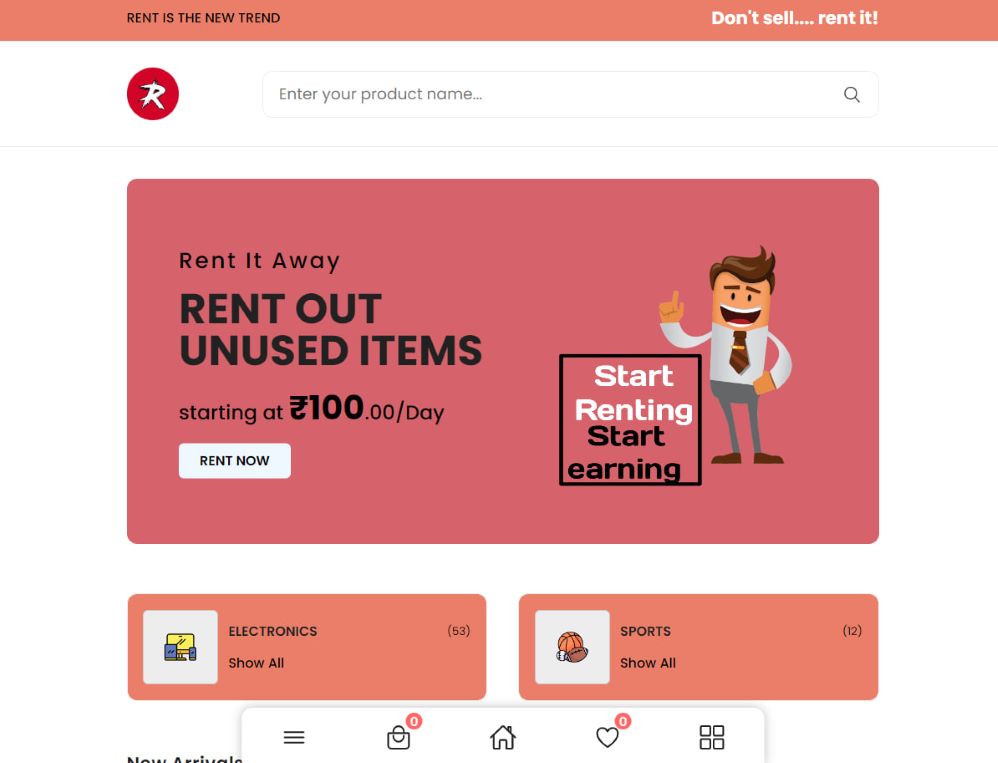 RENT IS THE NEW TREND
Don't sell.... rent it!
R
Enter your product name...
Rent It Away
RENT OUT
UNUSED ITEMS
starting at ₹100.00/Day
RENT NOW
Start
Renting
Start
earning
ELECTRONICS
(53)
Show All
SPORTS
(12)
Show All
0
0
New Arrivals